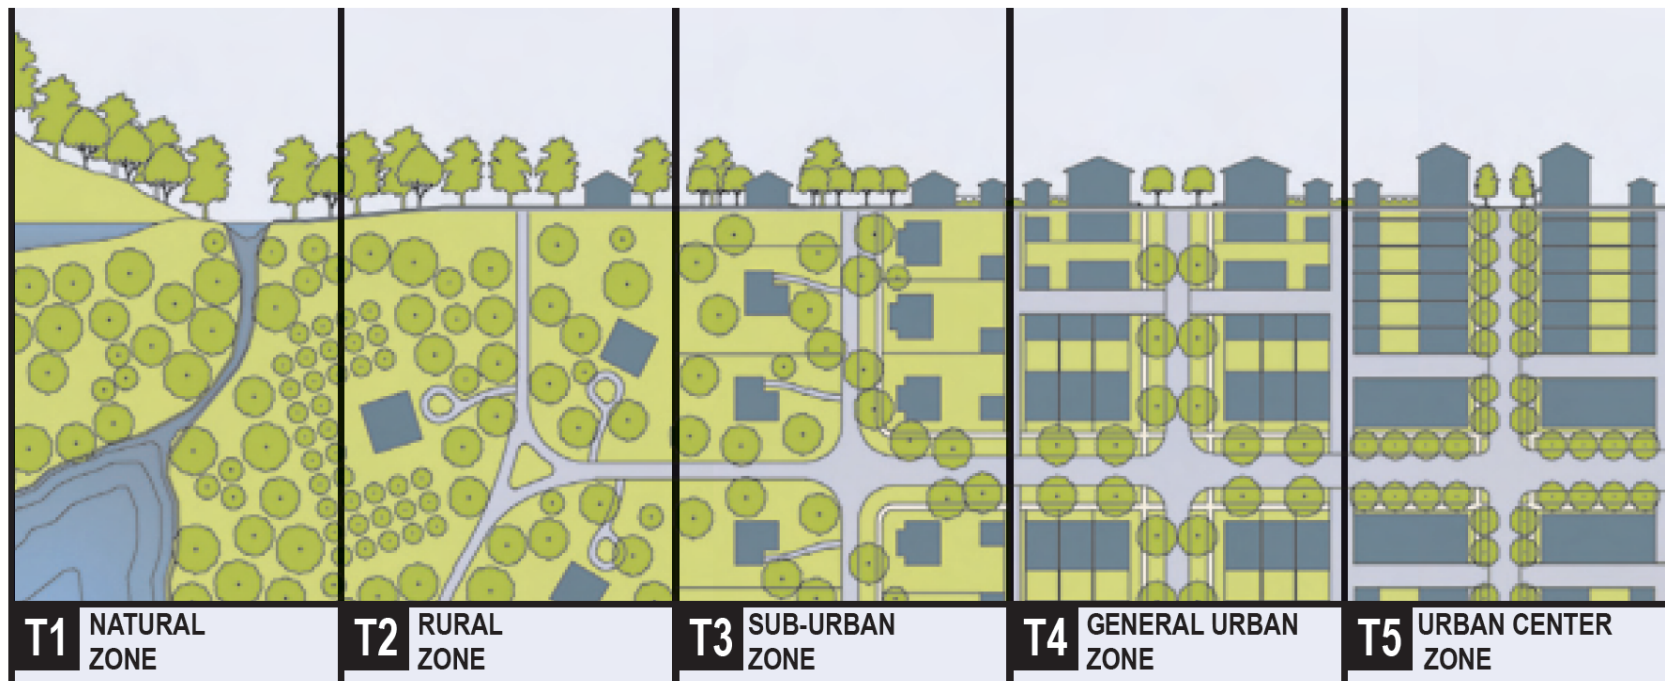 T1 NATURAL
ZONE
T2 RURAL
ZONE
T3 SUB-URBAN
ZONE
T4 GENERAL URBAN
ZONE
T5 URBAN CENTER
ZONE